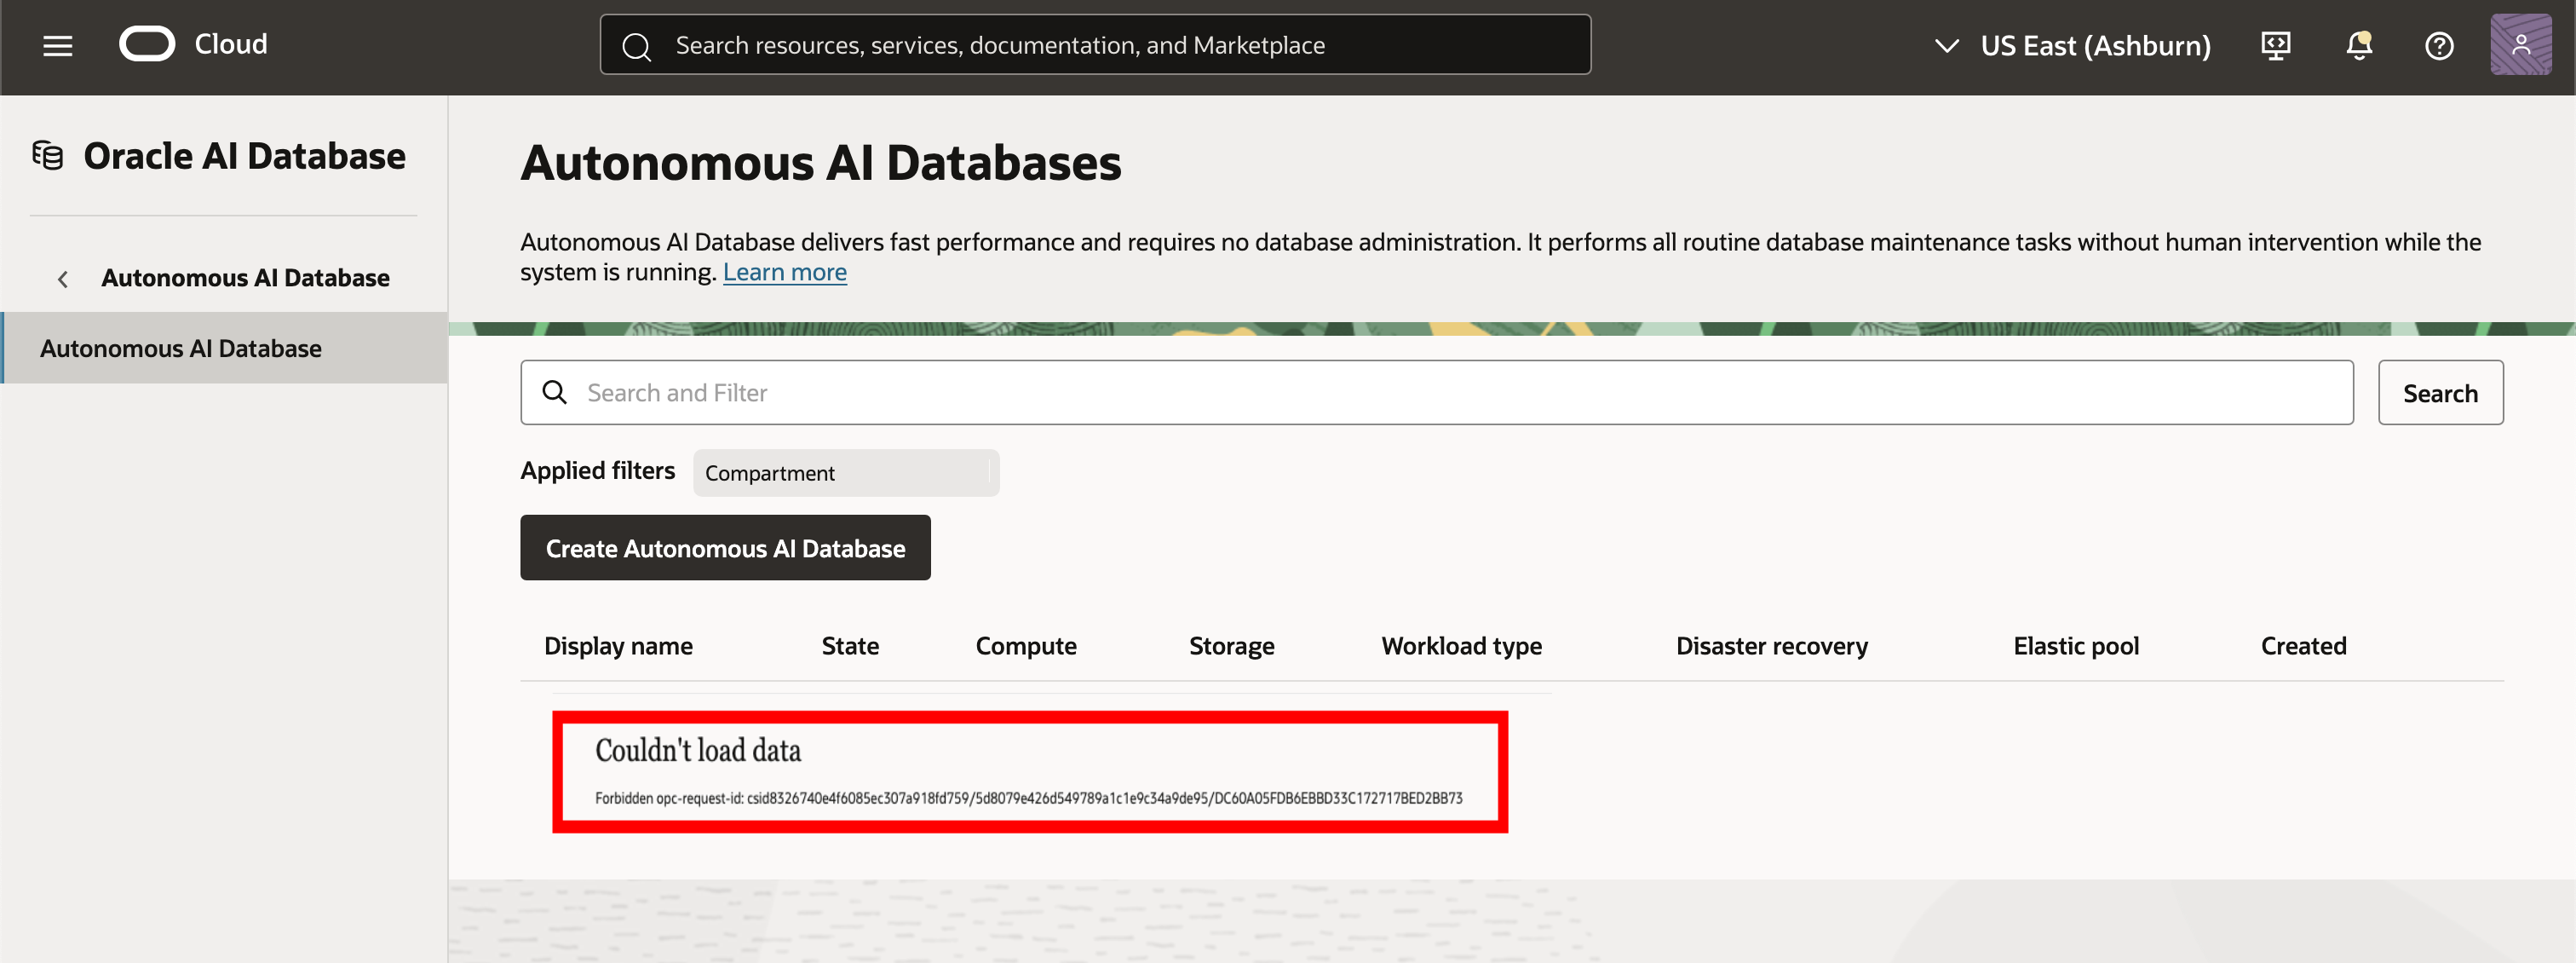 Cloud
Search resources, services, documentation, and Marketplace
US East (Ashburn)
Oracle AI Database
Autonomous AI Database
Autonomous AI Database
Autonomous AI Databases
Autonomous AI Database delivers fast performance and requires no database administration. It performs all routine database maintenance tasks without human intervention while the
system is running. Learn more
Search and Filter
Search
Applied filters
Compartment
Create Autonomous AI Database
Display name State Compute Storage Workload type Disaster recovery Elastic pool Created
Couldn't load data
Forbidden opc-request-id: csid8326740e4f6085ec307a918fd759/5d8079e426d549789a1c1e9c34a9de95/DC60A05FDB6EBBD33C172717BED2BB73